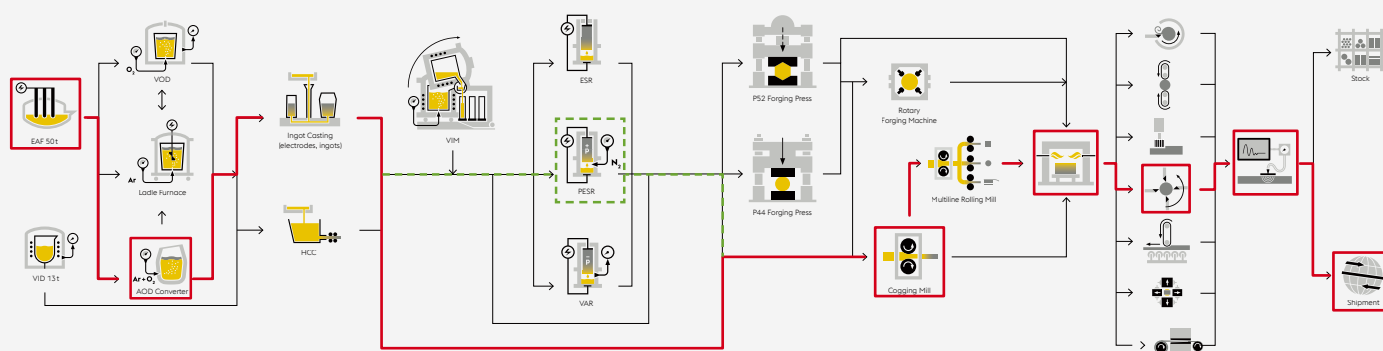 EAF 50t
VID 13t
O₂
VOD
Ar
Ladle Furnace
Ar+O₂
AOD Converter
Ingot Casting
(electrodes, ingots)
HCC
VIM
ESR
+P
N₂
PESR
-P
VAR
P52 Forging Press
P44 Forging Press
Rotary
Forging Machine
Multiline Rolling Mill
Cogging Mill
Stock
Shipment